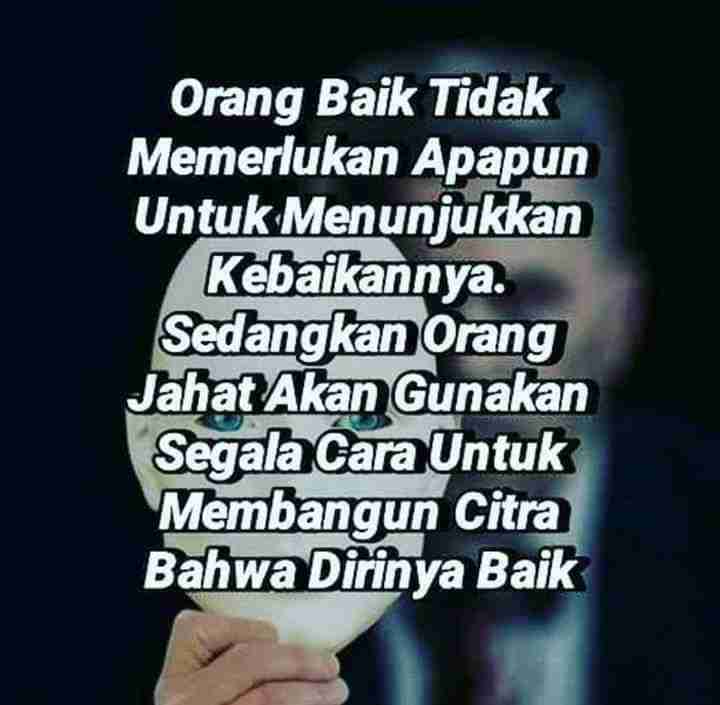 Orang Baik Tidak
Memerlukan Apapun
Untuk Menunjukkan
Kebaikannya.
Sedangkan Orang
Jahat Akan Gunakan
Segala Cara Untuk
Membangun Citra
Bahwa Dirinya Baik